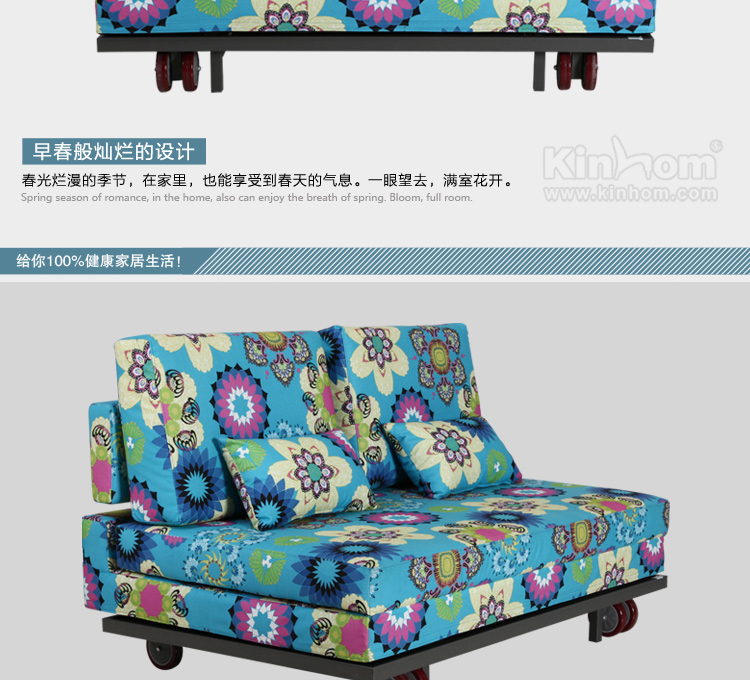 早春般灿烂的设计
Kinhom
春光烂漫的季节，在家里，也能享受到春天的气息。一眼望去，满室花开。
www.kinhom.com
Spring season of romance, in the home, also can enjoy the breath of spring. Bloom, full room.
给你100%健康家居生活！